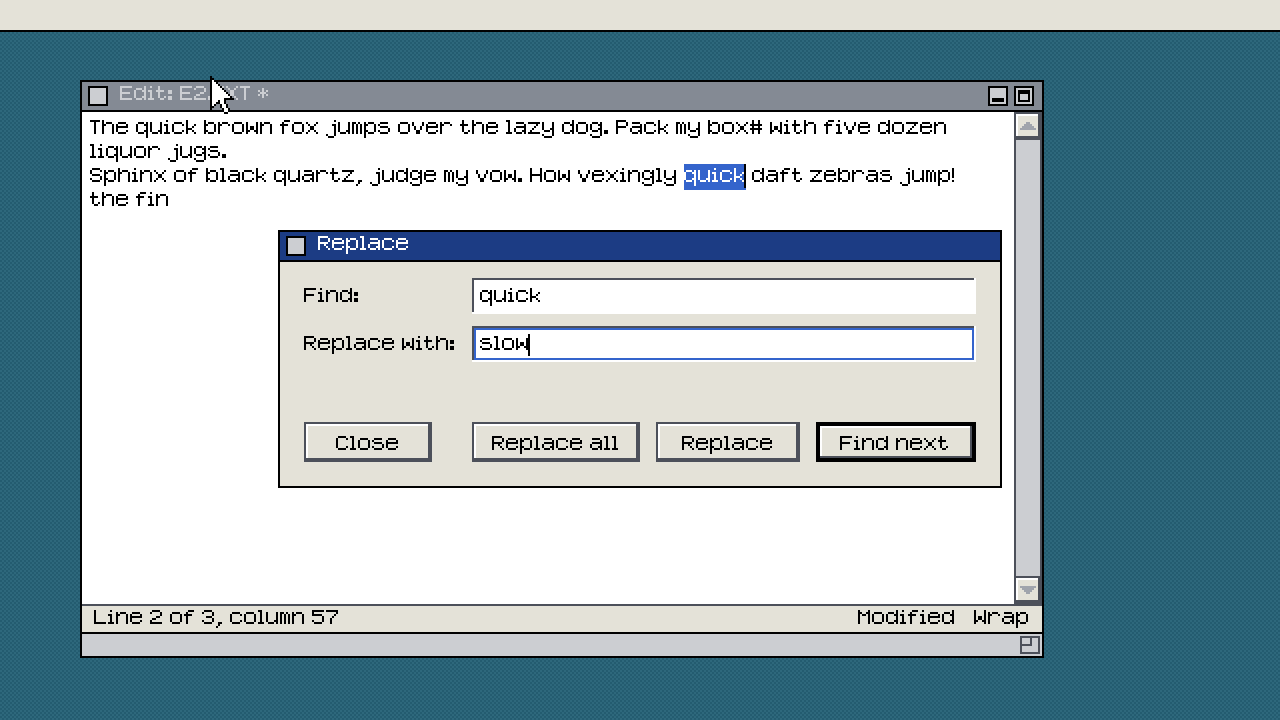 Edit: E2 XT *
The quick brown fox jumps over the lazy dog. Pack my box# with five dozen
liquor jugs.
Sphinx of black quartz, judge my vow. How vexingly quick daft zebras jump!
the fin
Replace
Find:
quick
Replace with:
slow
Close
Replace all
Replace
Find next
Line 2 of 3, column 57
Modified
Wrap